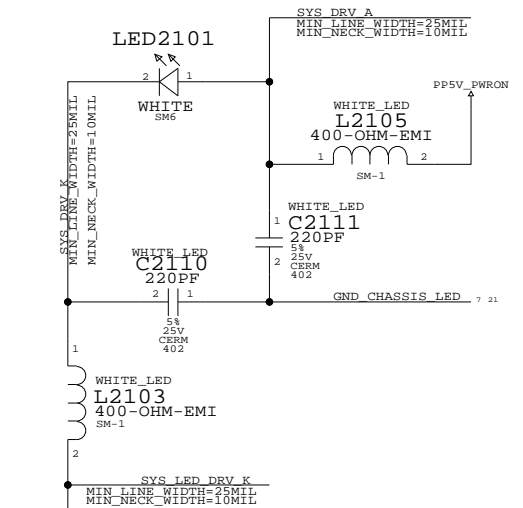 SYS_DRV_A
MIN_LINE_WIDTH=25MIL
MIN_NECK_WIDTH=10MIL
LED2101
2 1
WHITE
SM6
PP5V_PWRON
WHITE_LED
L2105
400-OHM-EMI
1 2
SM-1
SYS_DRV_K
MIN_LINE_WIDTH=25MIL
MIN_NECK_WIDTH=10MIL
1
WHITE_LED
C2111
220PF
5%
25V
CERM
402
2
WHITE_LED
C2110
220PF
2 1
5%
25V
CERM
402
GND_CHASSIS_LED 7 21
1
WHITE_LED
L2103
400-OHM-EMI
SM-1
2
SYS_LED_DRV_K
MIN_LINE_WIDTH=25MIL
MIN_NECK_WIDTH=10MIL